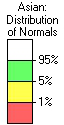 Asian:
Distribution
of Normals
95%
5%
1%